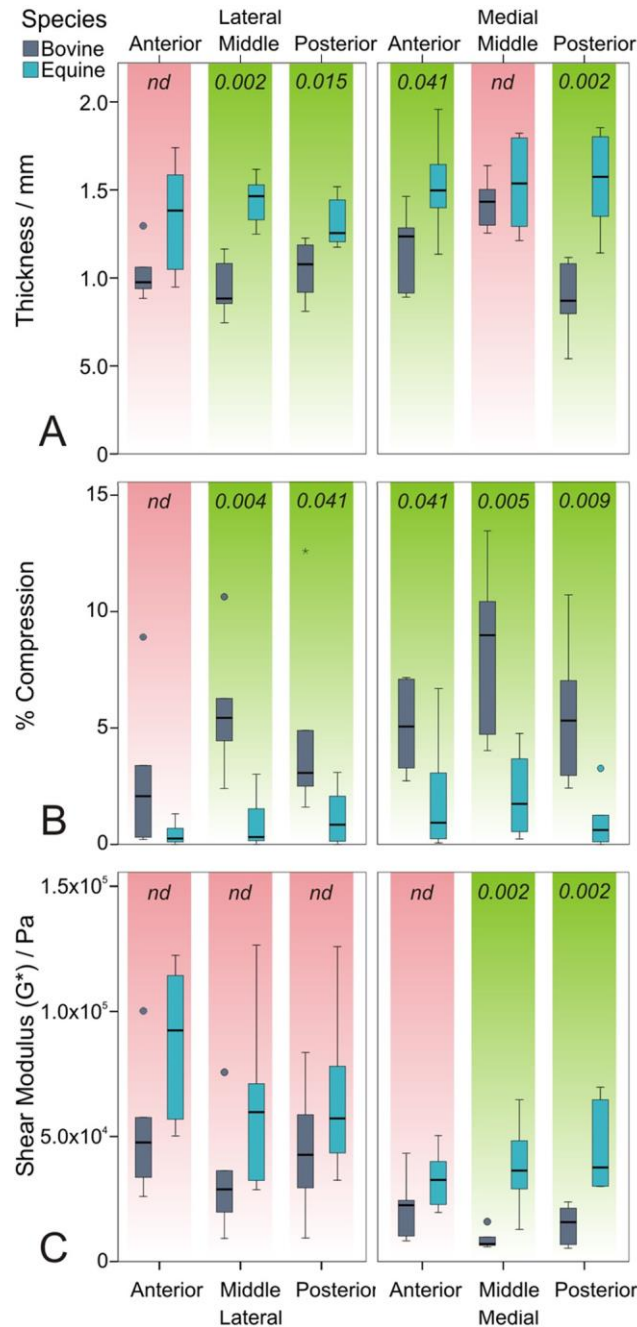 Species
Bovine
Equine
Lateral
Medial
Anterior Middle Posterior
Anterior Middle Posterior
nd 0.002 0.015 0.041 nd 0.002
2.0
1.5
1.0
5.0
0
Thickness / mm
A
nd 0.004 0.041 0.041 0.005 0.009
15
10
5
0
% Compression
*
B
nd nd nd nd 0.002 0.002
1.5x10⁵
1.0x10⁵
5.0x10⁴
0
Shear Modulus (G*) / Pa
C
Anterior Middle Posterior
Anterior Middle Posterior
Lateral
Medial